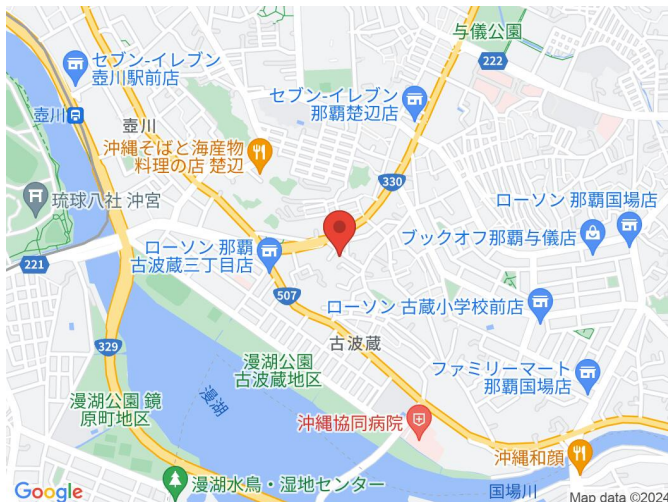 与儀公園
222
セブン-イレブン
壺川駅前店
セブン-イレブン
那覇楚辺店
壺川
壺川
沖縄そばと海産物
料理の店 楚辺
330
琉球八社 沖宮
ローソン 那覇国場店
ローソン 那覇
古波蔵三丁目店
ブックオフ那覇与儀店
221
507
ローソン 古蔵小学校前店
329
古波蔵
漫湖公園
古波蔵地区
ファミリーマート
那覇国場店
漫湖公園 鏡
原町地区
漫湖
沖縄協同病院
沖縄和顔
漫湖水鳥・湿地センター
国場川
Google
Map data ©2024